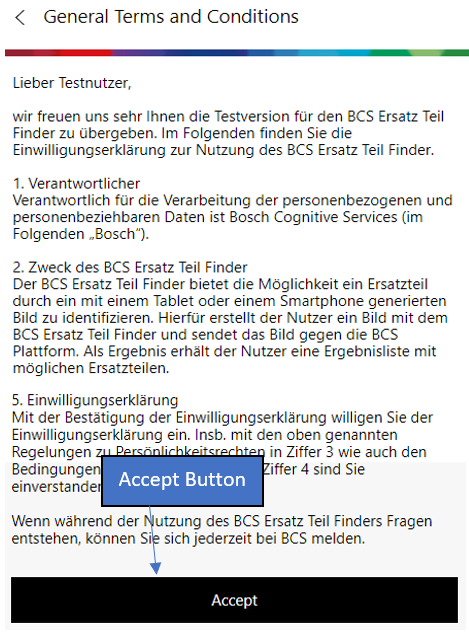 General Terms and Conditions
Lieber Testnutzer,
wir freuen uns sehr Ihnen die Testversion für den BCS Ersatz Teil
Finder zu übergeben. Im Folgenden finden Sie die
Einwilligungserklärung zur Nutzung des BCS Ersatz Teil Finder.
1. Verantwortlicher
Verantwortlich für die Verarbeitung der personenbezogenen und
personenbeziehbaren Daten ist Bosch Cognitive Services (im
Folgenden „Bosch“).
2. Zweck des BCS Ersatz Teil Finder
Der BCS Ersatz Teil Finder bietet die Möglichkeit ein Ersatzteil
durch ein mit einem Tablet oder einem Smartphone generierten
Bild zu identifizieren. Hierfür erstellt der Nutzer ein Bild mit dem
BCS Ersatz Teil Finder und sendet das Bild gegen die BCS
Plattform. Als Ergebnis erhält der Nutzer eine Ergebnisliste mit
möglichen Ersatzteilen.
5. Einwilligungserklärung
Mit der Bestätigung der Einwilligungserklärung willigen Sie der
Einwilligungserklärung ein. Insb. mit den oben genannten
Regelungen zu Persönlichkeitsrechten in Ziffer 3 wie auch den
Bedingungen Ziffer 4 sind Sie
einverstanden
Accept Button
Wenn während der Nutzung des BCS Ersatz Teil Finders Fragen
entstehen, können Sie sich jederzeit bei BCS melden.
Accept